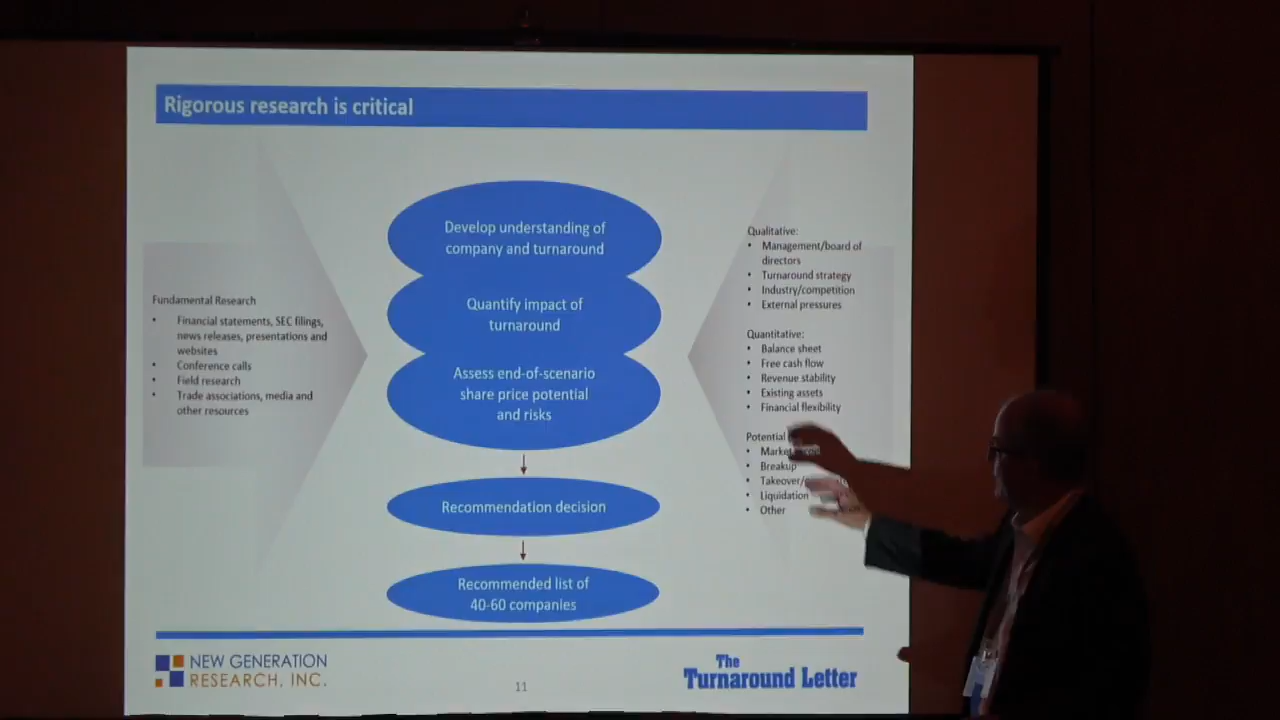 Rigorous research is critical
Fundamental Research
• Financial statements, SEC filings,
news releases, presentations and
websites
• Conference calls
• Field research
• Trade associations, media and
other resources
Develop understanding of
company and turnaround
Quantify impact of
turnaround
Assess end-of-scenario
share price potential
and risks
Recommendation decision
Recommended list of
40-60 companies
Qualitative:
• Management/board of
directors
• Turnaround strategy
• Industry/competition
• External pressures
Quantitative:
• Balance sheet
• Free cash flow
• Revenue stability
• Existing assets
• Financial flexibility
Potential
• Market
• Breakup
• Takeover/
• Liquidation
• Other
NEW GENERATION
RESEARCH, INC.
11
The
Turnaround Letter